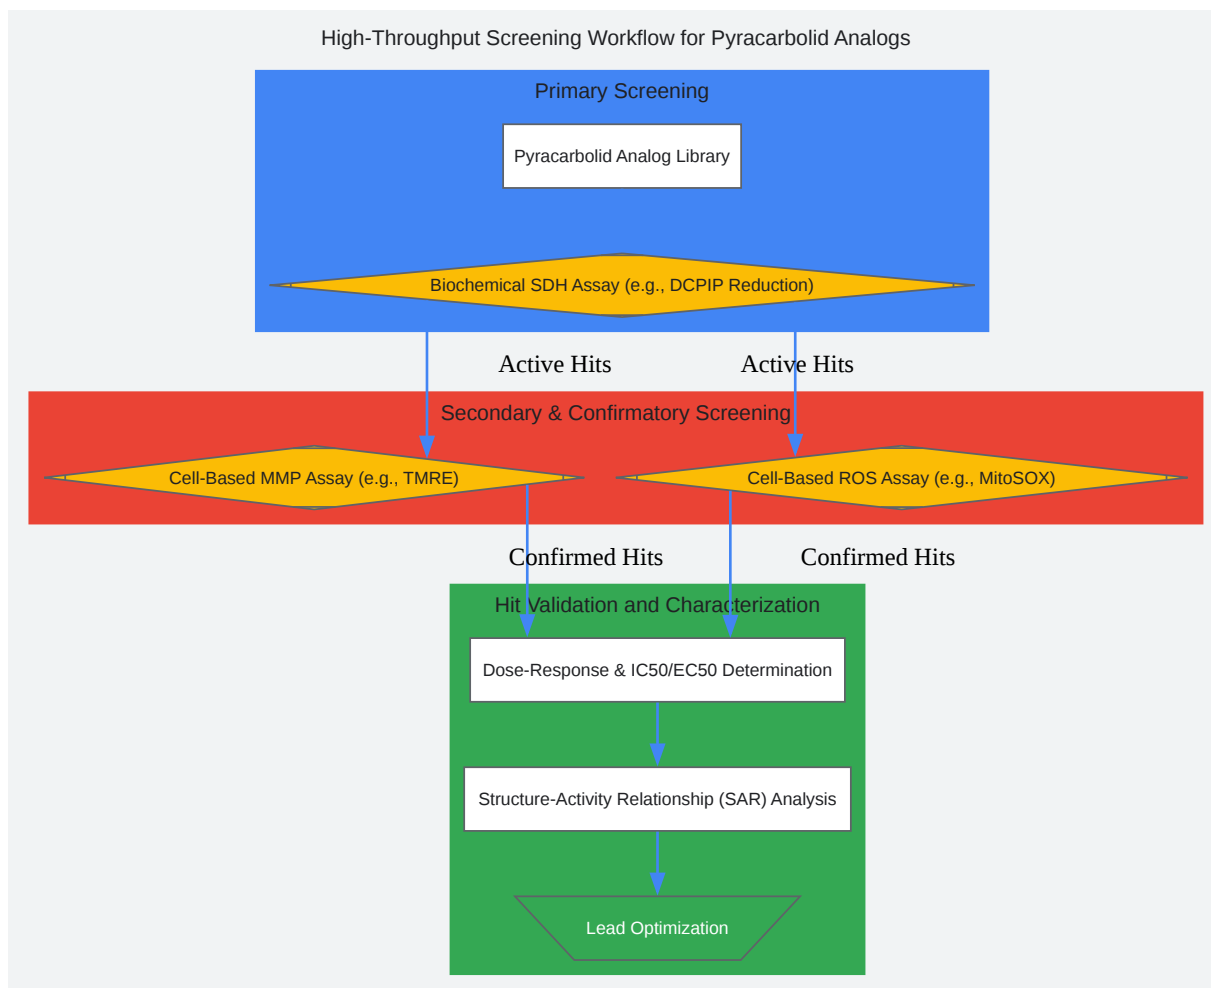 High-Throughput Screening Workflow for Pyracarbolid Analogs
Primary Screening
Pyracarbolid Analog Library
Biochemical SDH Assay (e.g., DCPIP Reduction)
Active Hits
Active Hits
Secondary & Confirmatory Screening
Cell-Based MMP Assay (e.g., TMRE)
Cell-Based ROS Assay (e.g., MitoSOX)
Confirmed Hits
Confirmed Hits
Hit Validation and Characterization
Dose-Response & IC50/EC50 Determination
Structure-Activity Relationship (SAR) Analysis
Lead Optimization